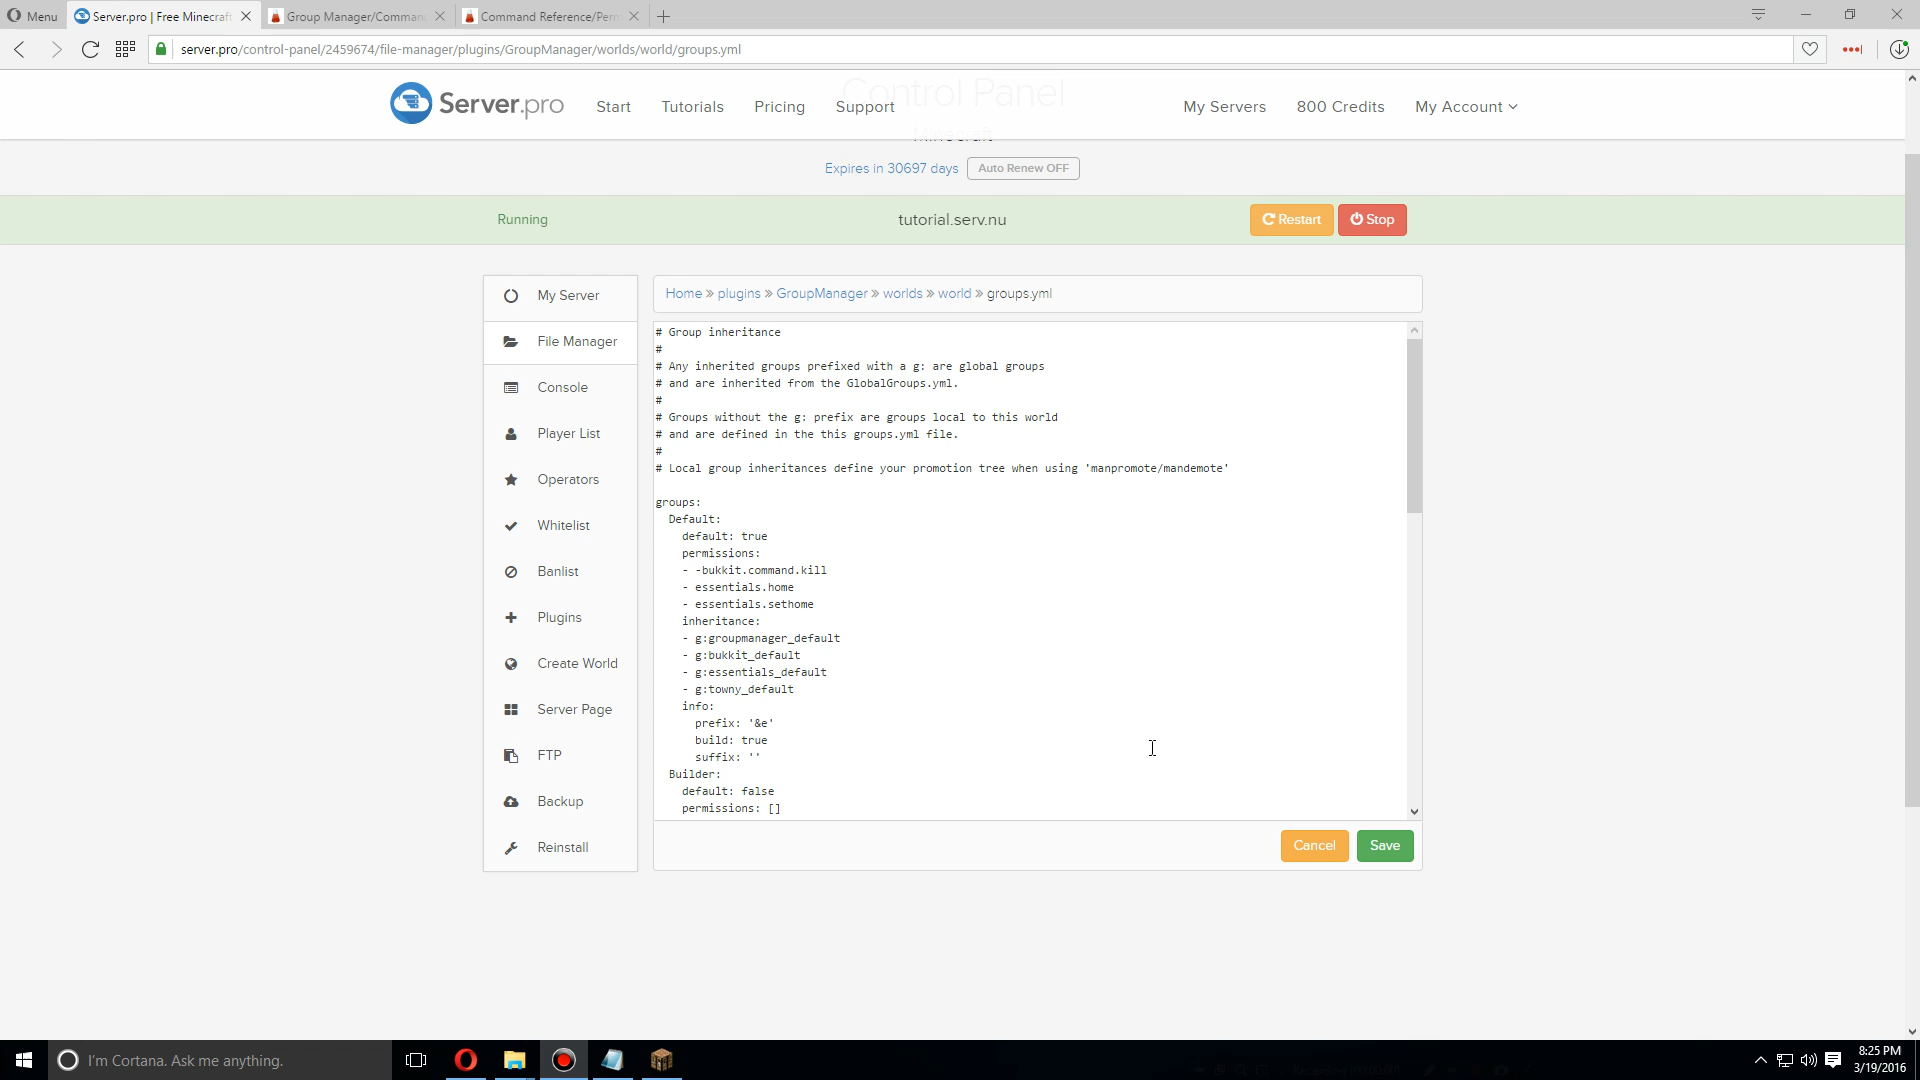 Menu
Server.pro | Free Minecraft
Group Manager/Comman
Command Reference/Perm
server.pro/control-panel/2459674/file-manager/plugins/GroupManager/worlds/world/groups.yml
Server.pro
Start
Tutorials
Pricing
Support
Control Panel
My Servers
800 Credits
My Account
Minecraft
Expires in 30697 days
Auto Renew OFF
Running
tutorial.serv.nu
Restart
Stop
My Server
File Manager
Console
Player List
Operators
Whitelist
Banlist
Plugins
Create World
Server Page
FTP
Backup
Reinstall
Home » plugins » GroupManager » worlds » world » groups.yml
# Group inheritance
#
# Any inherited groups prefixed with a g: are global groups
# and are inherited from the GlobalGroups.yml.
#
# Groups without the g: prefix are groups local to this world
# and are defined in the this groups.yml file.
#
# Local group inheritances define your promotion tree when using 'manpromote/mandemote'
groups:
Default:
default: true
permissions:
- -bukkit.command.kill
- essentials.home
- essentials.sethome
inheritance:
- g:groupmanager_default
- g:bukkit_default
- g:essentials_default
- g:towny_default
info:
prefix: '&e'
build: true
suffix: ''
Builder:
default: false
permissions: []
Cancel
Save
I'm Cortana. Ask me anything.
8:25 PM
3/19/2016